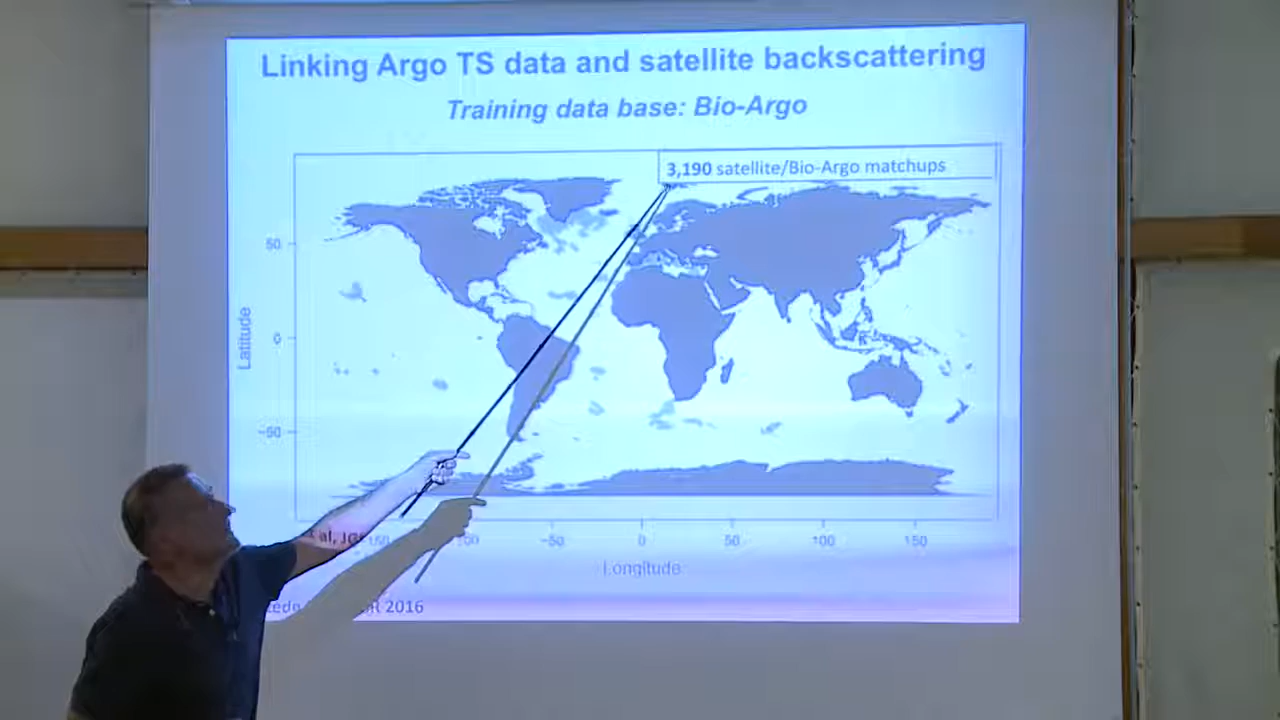 Linking Argo TS data and satellite backscattering
Training data base: Bio-Argo
3,190 satellite/Bio-Argo matchups
50
Latitude
0
-50
-50
0
50
100
150
Longitude
al,
2016